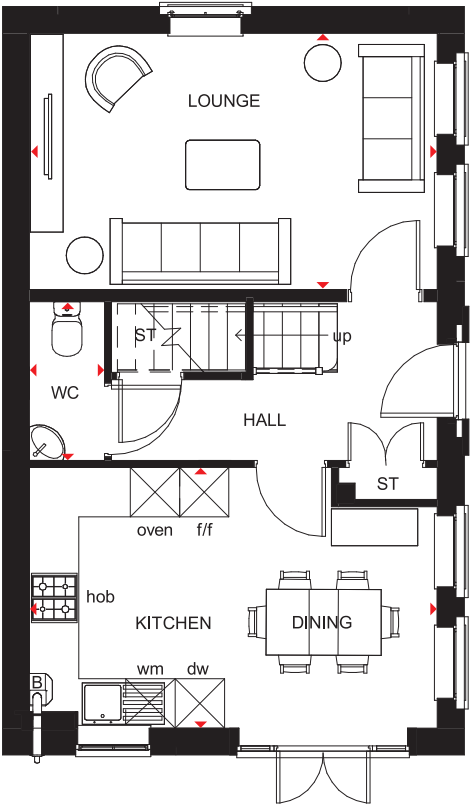 LOUNGE
ST
up
WC
HALL
ST
oven f/f
hob
KITCHEN
DINING
wm dw
B